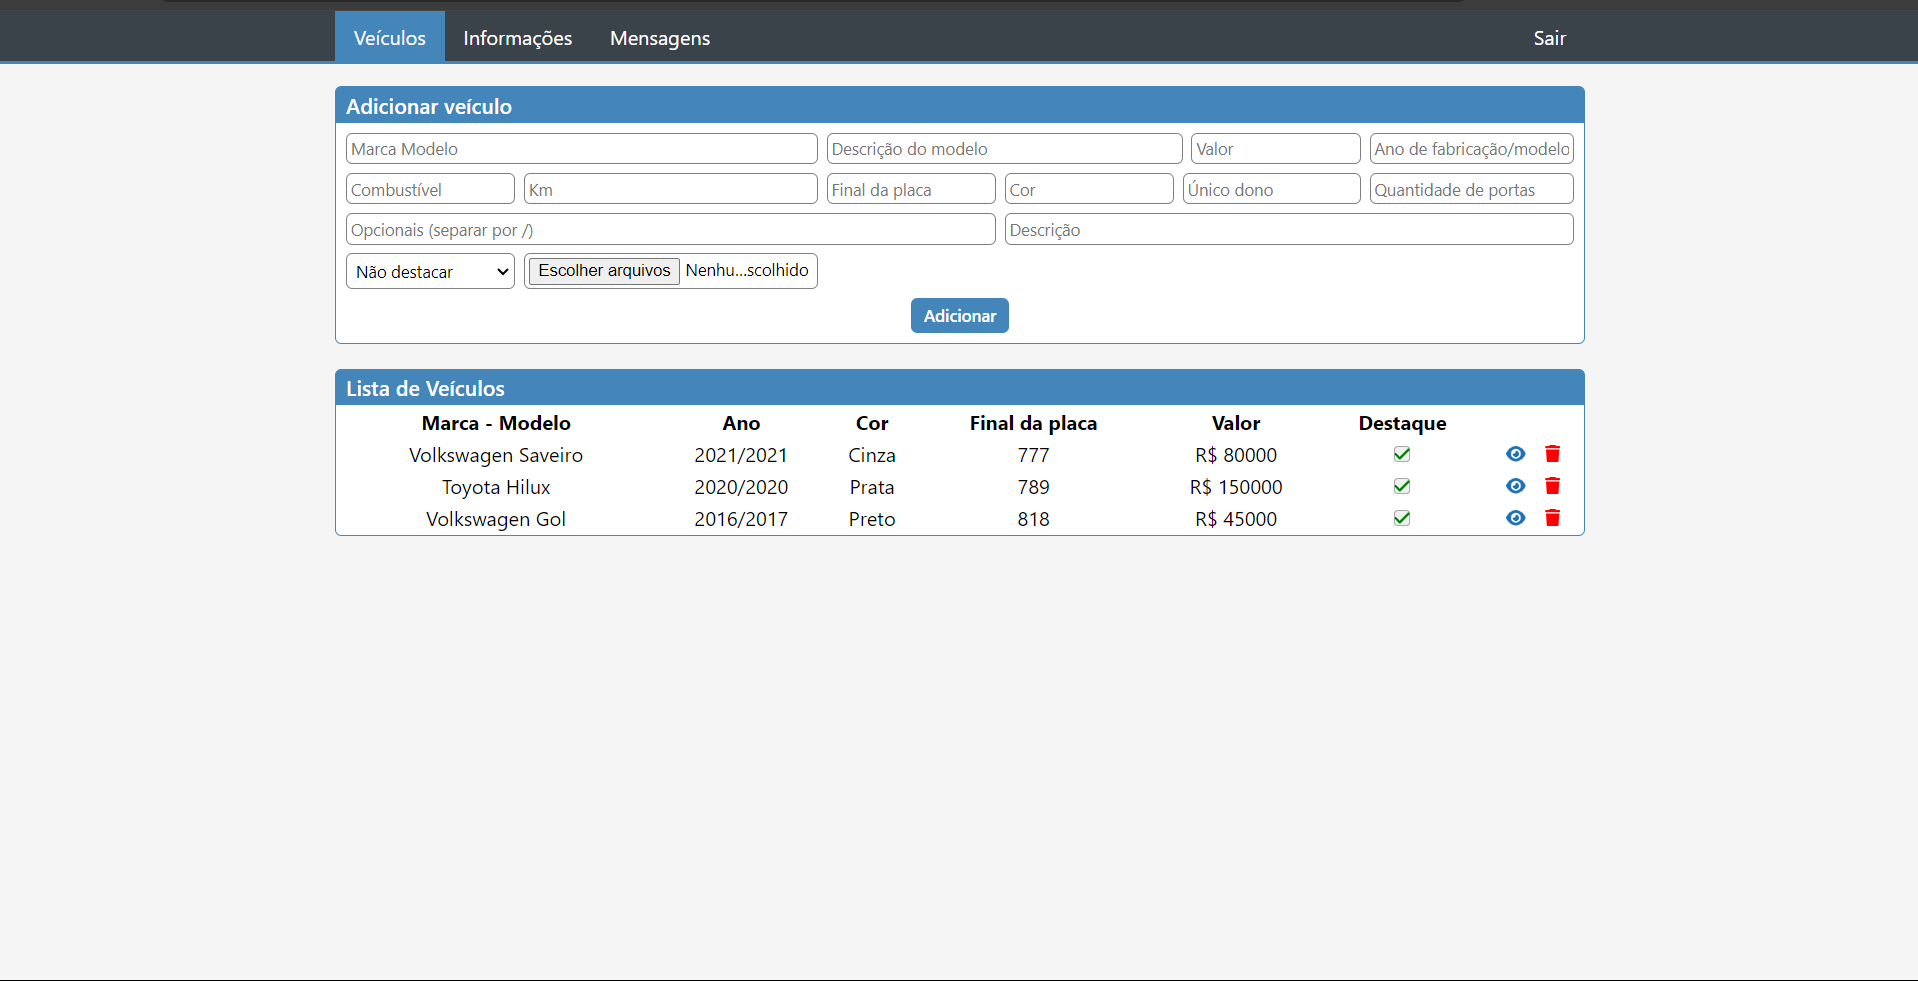 Veículos Informações Mensagens Sair
Adicionar veículo
Marca Modelo Descrição do modelo Valor Ano de fabricação/modelo
Combustível Km Final da placa Cor Único dono Quantidade de portas
Opcionais (separar por /) Descrição
Não destacar Escolher arquivos Nenhu...scolhido
Adicionar
Lista de Veículos
Marca - Modelo Ano Cor Final da placa Valor Destaque
Volkswagen Saveiro 2021/2021 Cinza 777 R$ 80000
Toyota Hilux 2020/2020 Prata 789 R$ 150000
Volkswagen Gol 2016/2017 Preto 818 R$ 45000